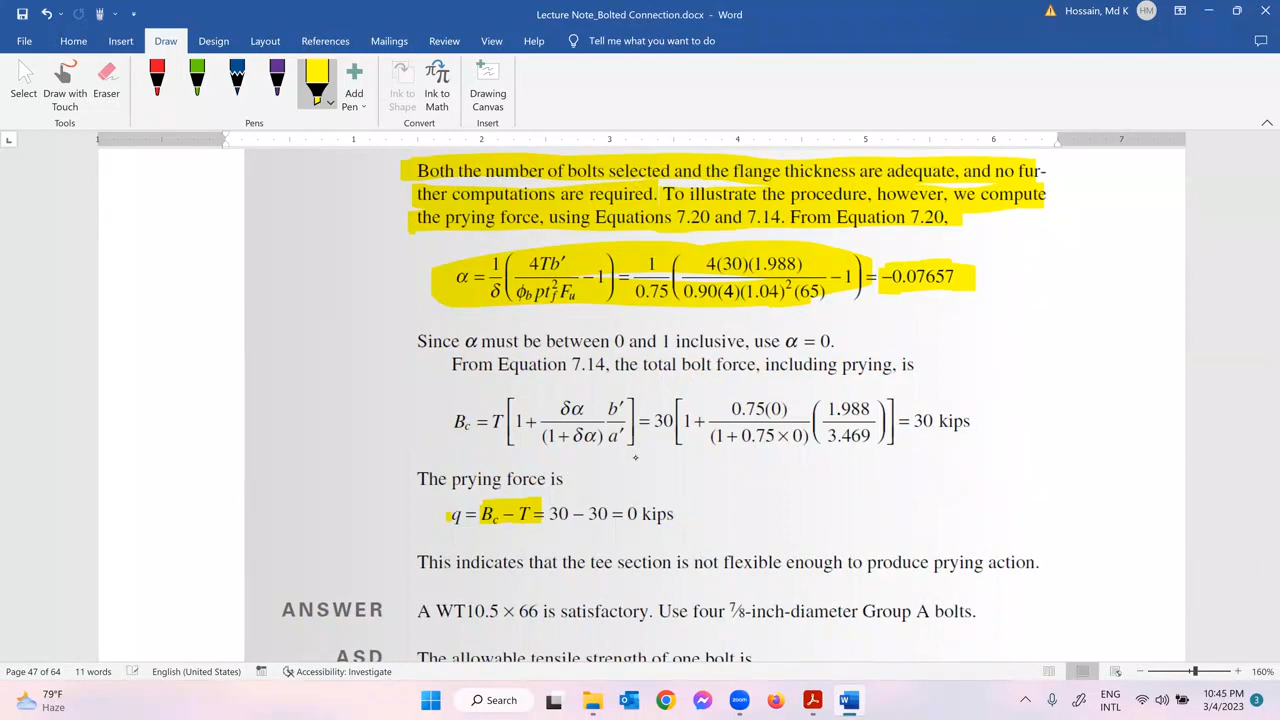 Lecture Note_Bolted Connection.docx - Word
Hossain, Md K
HM
File Home Insert Draw Design Layout References Mailings Review View Help Tell me what you want to do
Select Draw with Touch Eraser Add Pen Ink to Shape Ink to Math Drawing Canvas
Tools Pens Convert Insert
1 1 2 3 4 5 6 7
Both the number of bolts selected and the flange thickness are adequate, and no fur-
ther computations are required. To illustrate the procedure, however, we compute
the prying force, using Equations 7.20 and 7.14. From Equation 7.20,
α = 1/δ (4Tb′/ϕ_b p t_f² F_u − 1) = 1/0.75 (4(30)(1.988)/0.90(4)(1.04)²(65) − 1) = −0.07657
Since α must be between 0 and 1 inclusive, use α = 0.
From Equation 7.14, the total bolt force, including prying, is
B_c = T[1 + δα/(1 + δα) b′/a′] = 30[1 + 0.75(0)/(1 + 0.75 × 0) (1.988/3.469)] = 30 kips
The prying force is
q = B_c − T = 30 − 30 = 0 kips
This indicates that the tee section is not flexible enough to produce prying action.
ANSWER A WT10.5 × 66 is satisfactory. Use four ⅞-inch-diameter Group A bolts.
ASD The allowable tensile strength of one bolt is
Page 47 of 64 11 words English (United States) Accessibility: Investigate 160%
79°F
Haze
Search
zoom
ENG
INTL
10:45 PM
3/4/2023
3